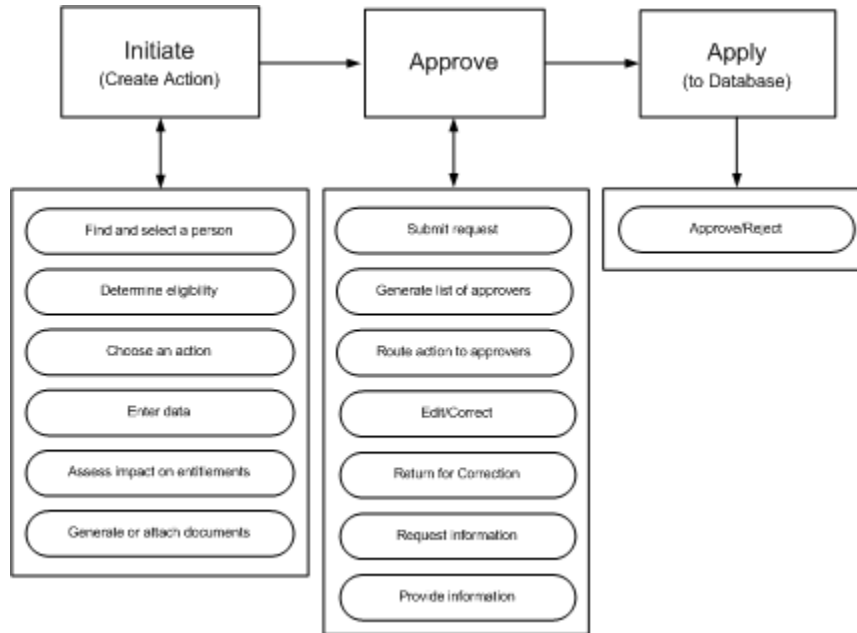 Initiate
(Create Action)
Approve
Apply
(to Database)
Find and select a person
Determine eligibility
Choose an action
Enter data
Assess impact on entitlements
Generate or attach documents
Submit request
Generate list of approvers
Route action to approvers
Edit/Correct
Return for Correction
Request information
Provide information
Approve/Reject